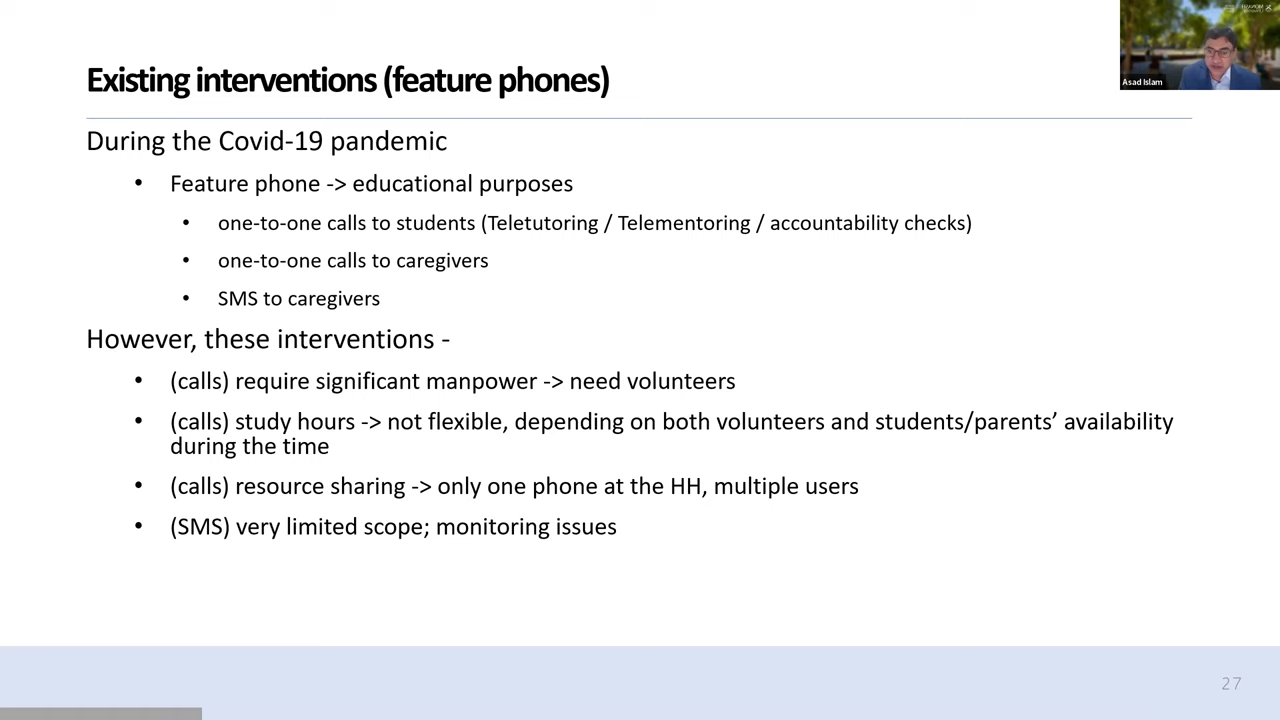 Existing interventions (feature phones)
Asad Islam
During the Covid-19 pandemic
• Feature phone -> educational purposes
• one-to-one calls to students (Teletutoring / Telementoring / accountability checks)
• one-to-one calls to caregivers
• SMS to caregivers
However, these interventions -
• (calls) require significant manpower -> need volunteers
• (calls) study hours -> not flexible, depending on both volunteers and students/parents’ availability
during the time
• (calls) resource sharing -> only one phone at the HH, multiple users
• (SMS) very limited scope; monitoring issues
27